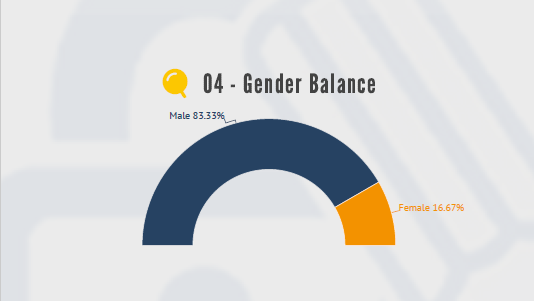 04 - Gender Balance
Male 83.33%
Female 16.67%